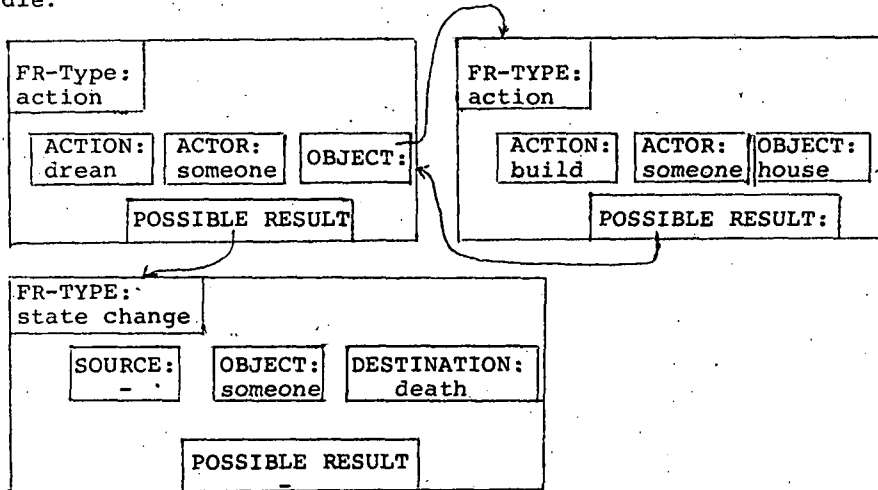 die.
FR-Type:
action
ACTION:
drean
ACTOR:
someone
OBJECT:
POSSIBLE RESULT
FR-TYPE:
action
ACTION:
build
ACTOR:
someone
OBJECT:
house
POSSIBLE RESULT:
FR-TYPE:
state change
SOURCE:
-
OBJECT:
someone
DESTINATION:
death
POSSIBLE RESULT
-